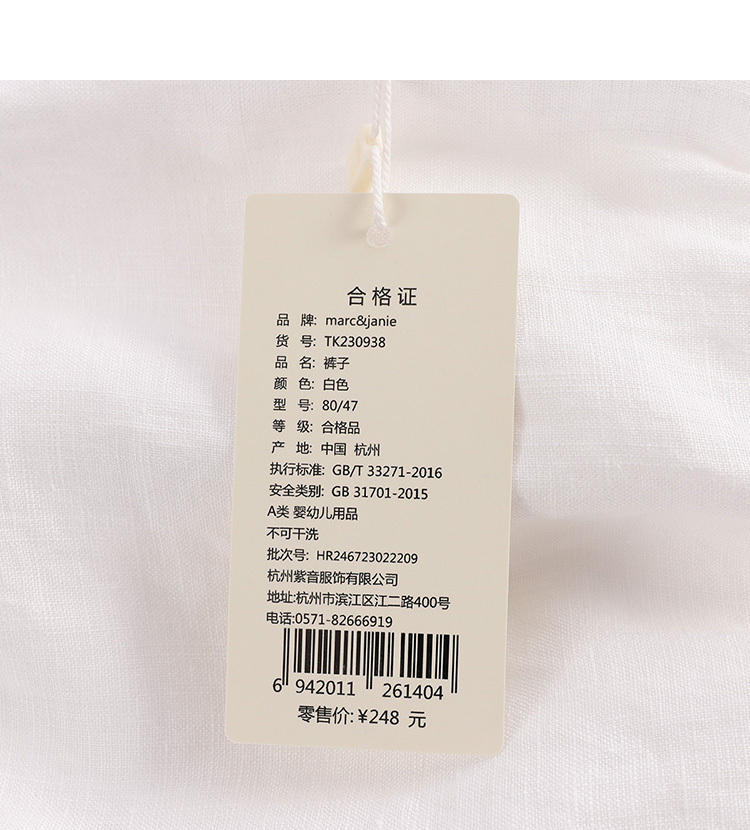 合格证
品 牌: marc&janie
货 号: TK230938
品 名: 裤子
颜 色: 白色
型 号: 80/47
等 级: 合格品
产 地: 中国 杭州
执行标准: GB/T 33271-2016
安全类别: GB 31701-2015
A类 婴幼儿用品
不可干洗
批次号: HR246723022209
杭州紫音服饰有限公司
地址:杭州市滨江区江二路400号
电话:0571-82666919
6 942011 261404
零售价:¥248 元